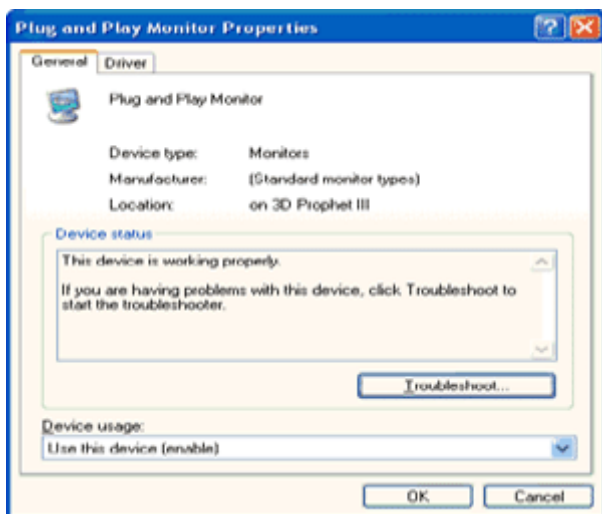 Plug and Play Monitor Properties
General Driver
Plug and Play Monitor
Device type: Monitors
Manufacturer: (Standard monitor types)
Location: on 3D Prophet III
Device status
This device is working properly.
If you are having problems with this device, click Troubleshoot to
start the troubleshooter.
Troubleshoot...
Device usage:
Use this device (enable)
OK Cancel